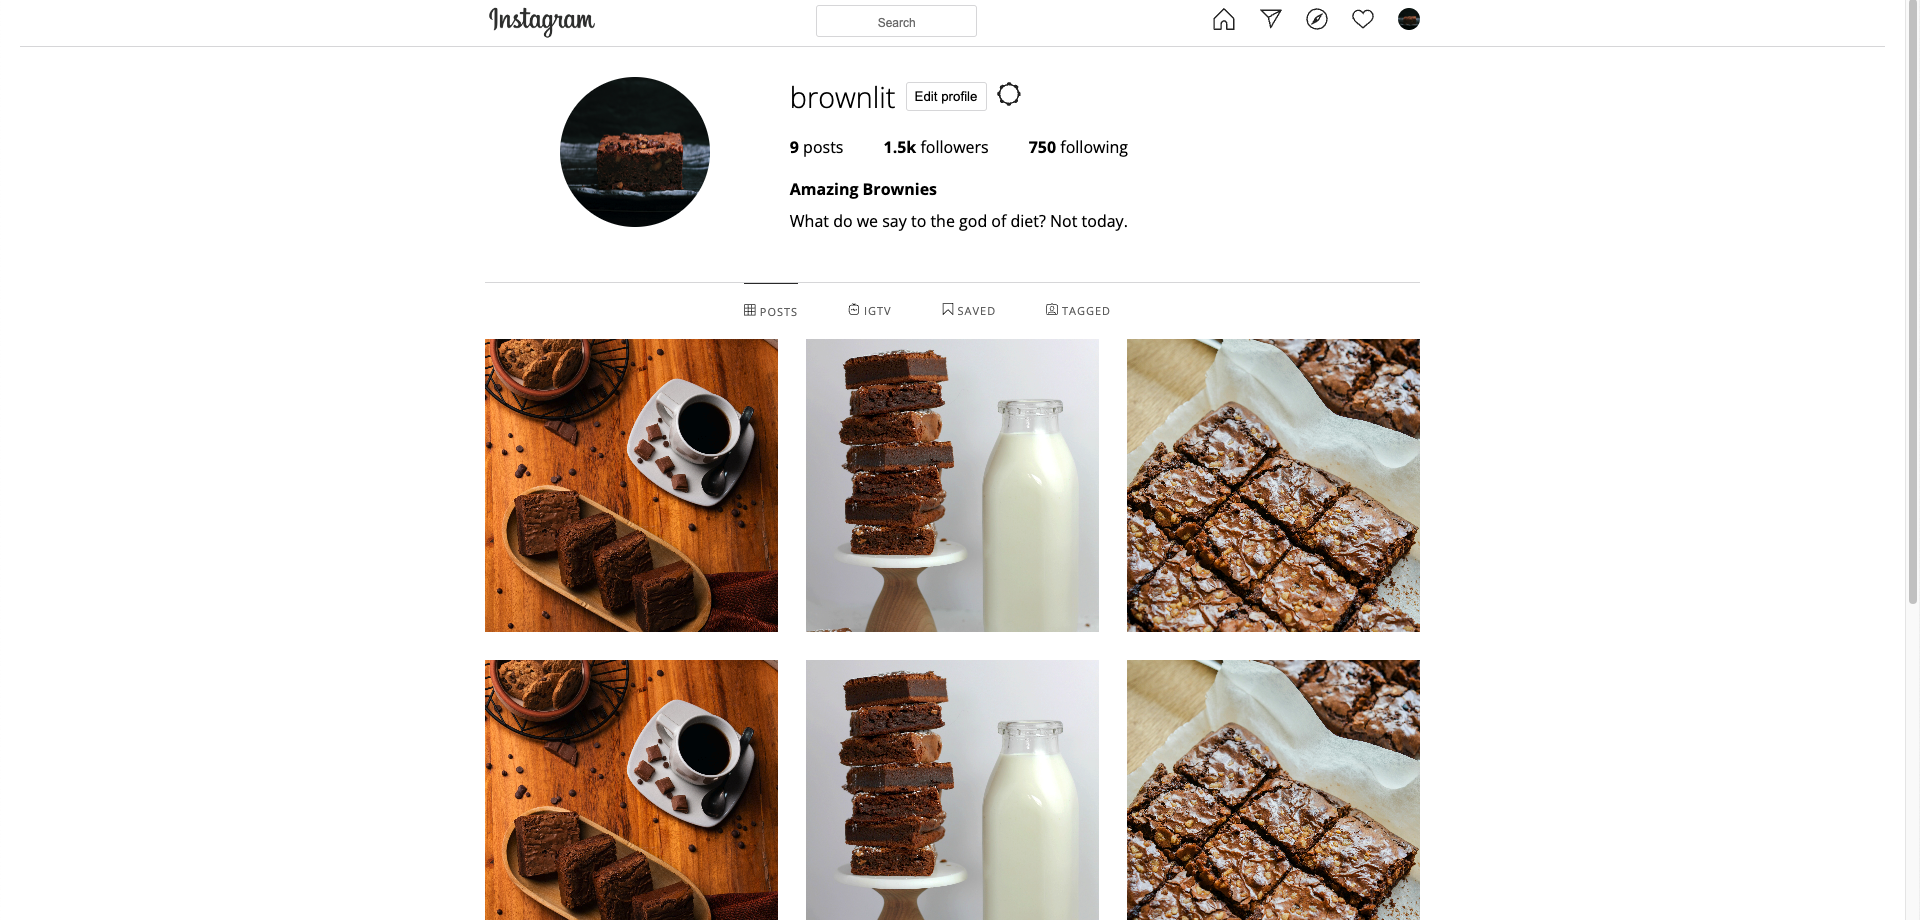 Instagram
Search
brownlit
Edit profile
9 posts 1.5k followers 750 following
Amazing Brownies
What do we say to the god of diet? Not today.
POSTS IGTV SAVED TAGGED